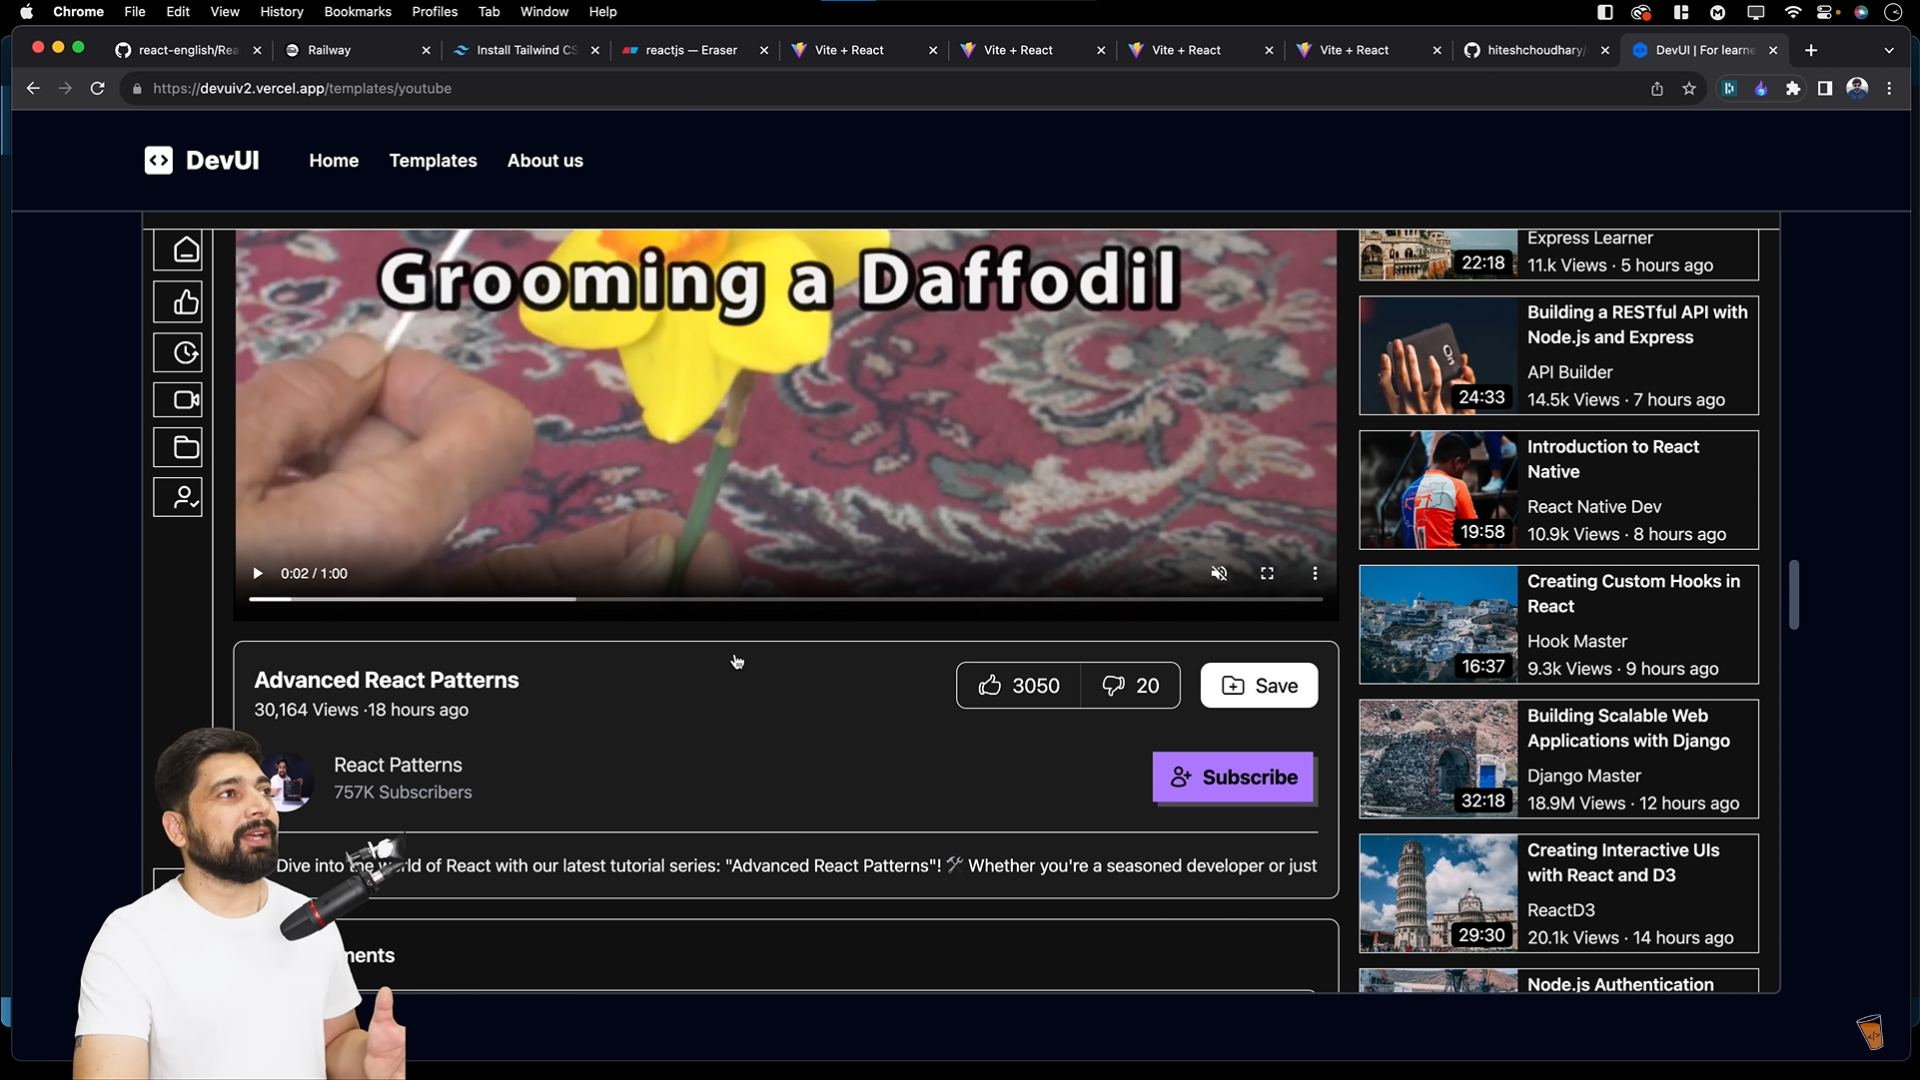 Chrome File Edit View History Bookmarks Profiles Tab Window Help
react-english/Rea Railway Install Tailwind CS reactjs — Eraser Vite + React Vite + React Vite + React Vite + React hiteshchoudhary/ DevUI | For learne
https://devuiv2.vercel.app/templates/youtube
DevUI Home Templates About us
Grooming a Daffodil
0:02 / 1:00
Advanced React Patterns
30,164 Views ·18 hours ago
3050 20 Save
React Patterns
757K Subscribers
Subscribe
Dive into the world of React with our latest tutorial series: "Advanced React Patterns"! 🛠️ Whether you're a seasoned developer or just
ments
Express Learner
22:18
11.k Views · 5 hours ago
Building a RESTful API with
Node.js and Express
API Builder
24:33
14.5k Views · 7 hours ago
Introduction to React
Native
React Native Dev
19:58
10.9k Views · 8 hours ago
Creating Custom Hooks in
React
Hook Master
16:37
9.3k Views · 9 hours ago
Building Scalable Web
Applications with Django
Django Master
32:18
18.9M Views · 12 hours ago
Creating Interactive UIs
with React and D3
ReactD3
29:30
20.1k Views · 14 hours ago
Node.js Authentication